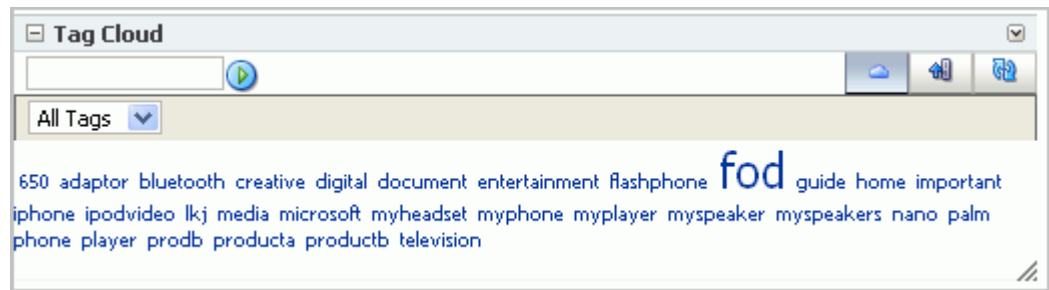 Tag Cloud
All Tags
650 adaptor bluetooth creative digital document entertainment flashphone fod guide home important
iphone ipodvideo lkj media microsoft myheadset myphone myplayer myspeaker myspeakers nano palm
phone player prodb producta productb television